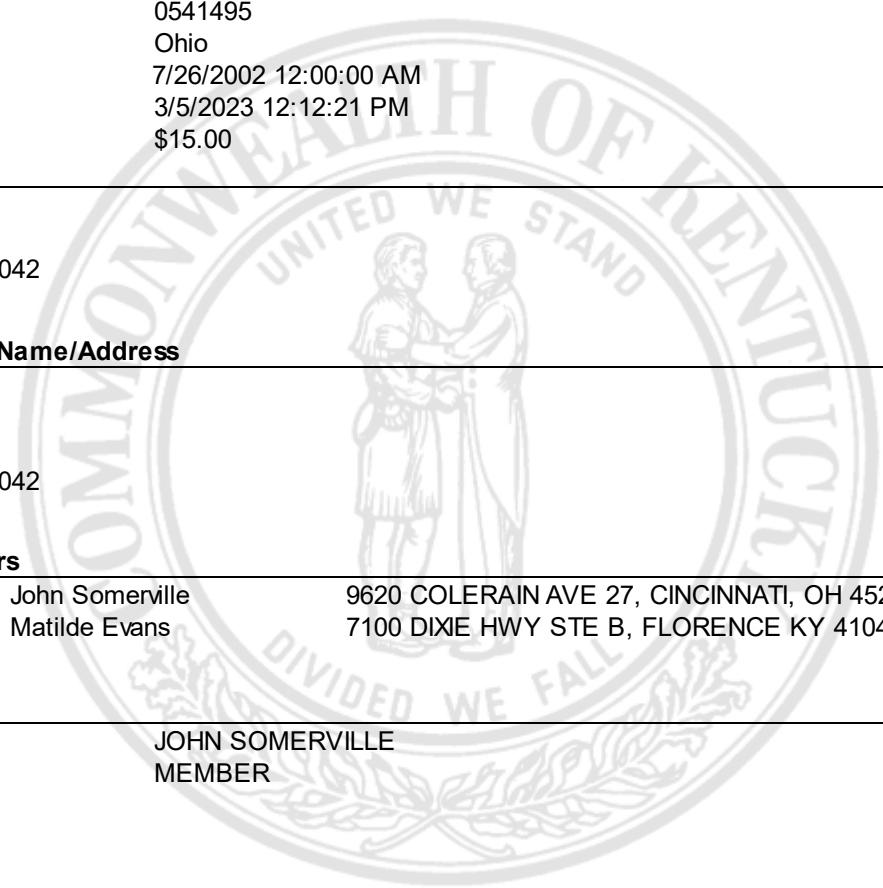 0541495
Ohio
7/26/2002 12:00:00 AM
3/5/2023 12:12:21 PM
$15.00
COMMONWEALTH OF KENTUCKY
UNITED WE STAND
042
Name/Address
042
rs
John Somerville 9620 COLERAIN AVE 27, CINCINNATI, OH 452
Matilde Evans 7100 DIXIE HWY STE B, FLORENCE KY 4104
DIVIDED WE FALL
JOHN SOMERVILLE
MEMBER